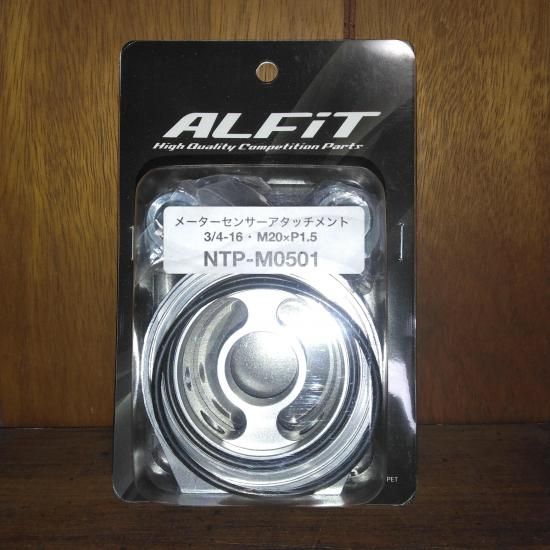 ALFiT
High Quality Competition Parts
メーターセンサーアタッチメント
3/4-16・M20×P1.5
NTP-M0501
PET